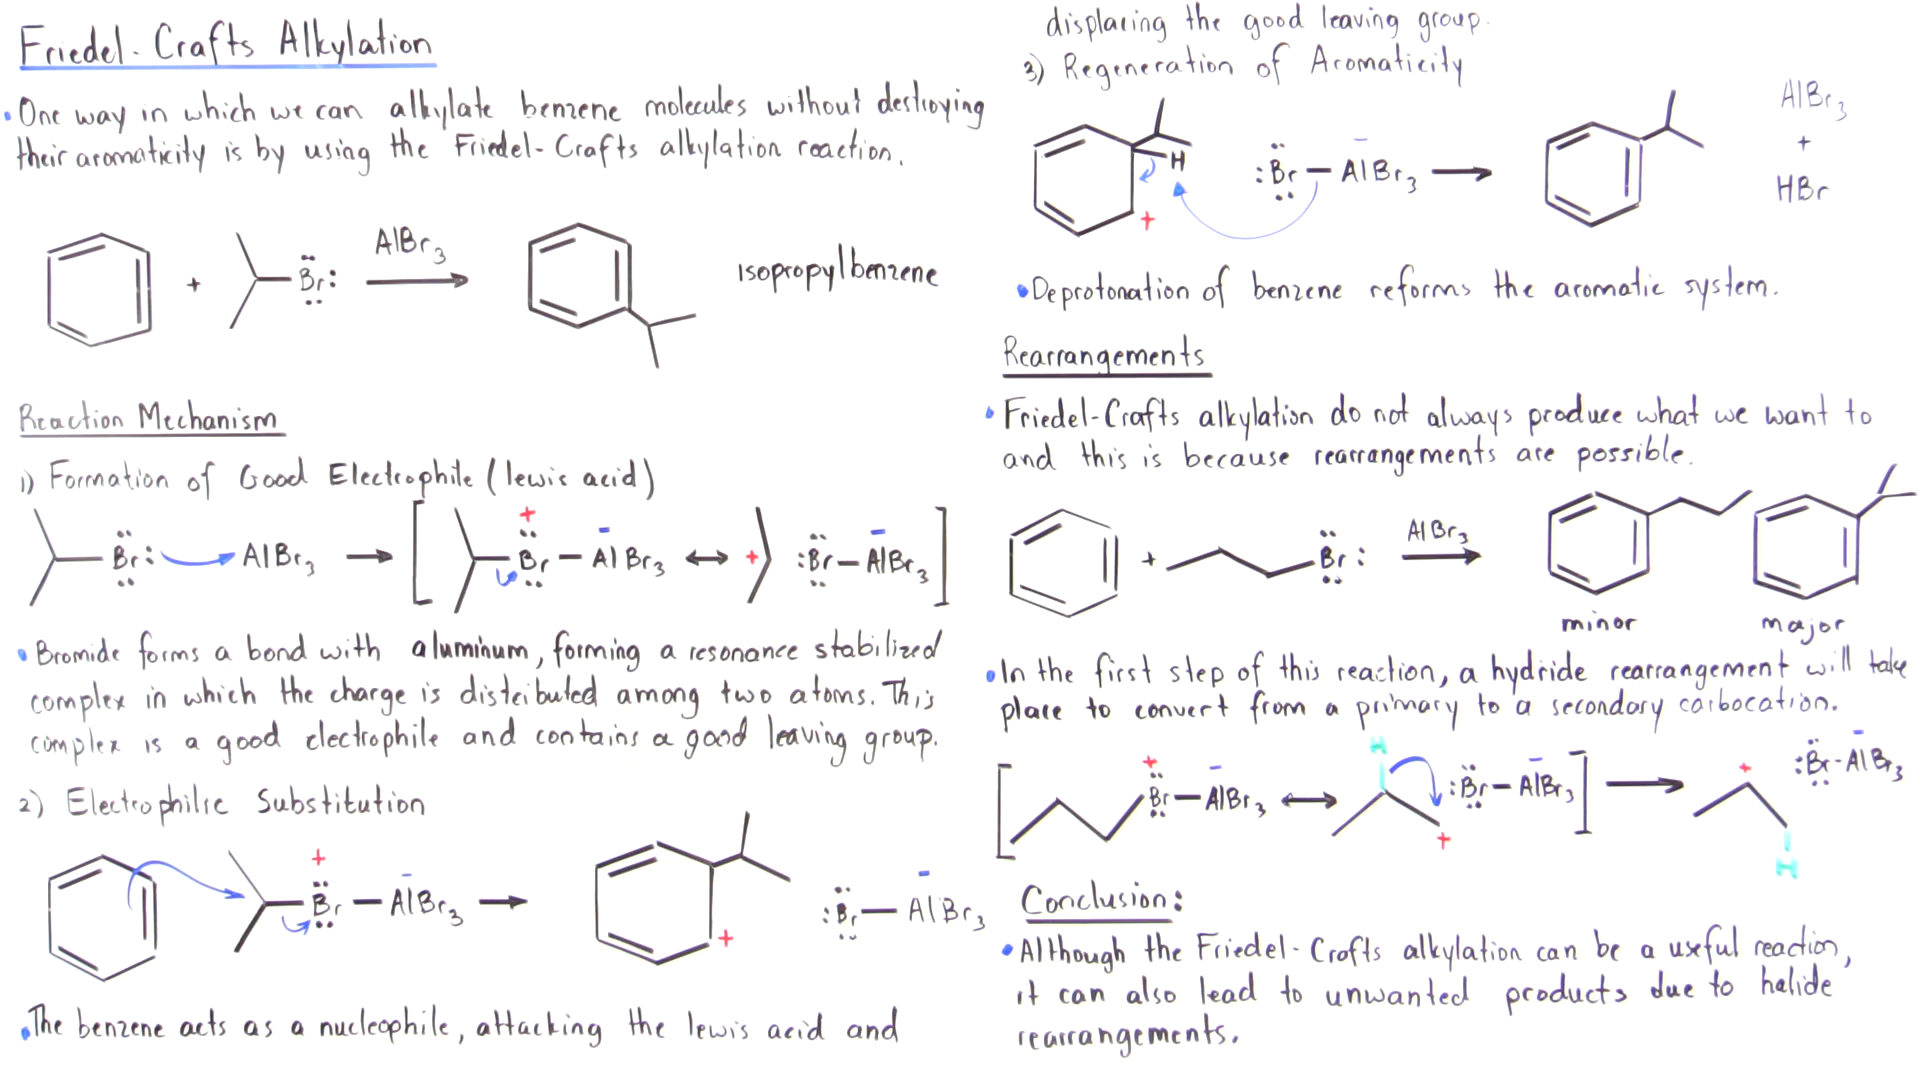 Friedel-Crafts Alkylation
• One way in which we can alkylate benzene molecules without destroying
their aromaticity is by using the Friedel-Crafts alkylation reaction.
+ Br: AlBr3 isopropylbenzene
Reaction Mechanism
1) Formation of Good Electrophile (lewis acid)
Br: AlBr3 [ + Br – AlBr3 – + :Br – AlBr3 – ]
• Bromide forms a bond with aluminum, forming a resonance stabilized
complex in which the charge is distributed among two atoms. This
complex is a good electrophile and contains a good leaving group.
2) Electrophilic Substitution
+ Br – AlBr3 – + :Br – AlBr3 –
• The benzene acts as a nucleophile, attacking the lewis acid and
displacing the good leaving group.
3) Regeneration of Aromaticity
H + :Br – AlBr3 – AlBr3
+
HBr
• Deprotonation of benzene reforms the aromatic system.
Rearrangements
• Friedel-Crafts alkylation do not always produce what we want to
and this is because rearrangements are possible.
+ Br: AlBr3
minor major
• In the first step of this reaction, a hydride rearrangement will take
place to convert from a primary to a secondary carbocation.
[ + Br – AlBr3 – H + :Br – AlBr3 – ] + H :Br - AlBr3 –
Conclusion:
• Although the Friedel-Crofts alkylation can be a useful reaction,
it can also lead to unwanted products due to halide
rearrangements.